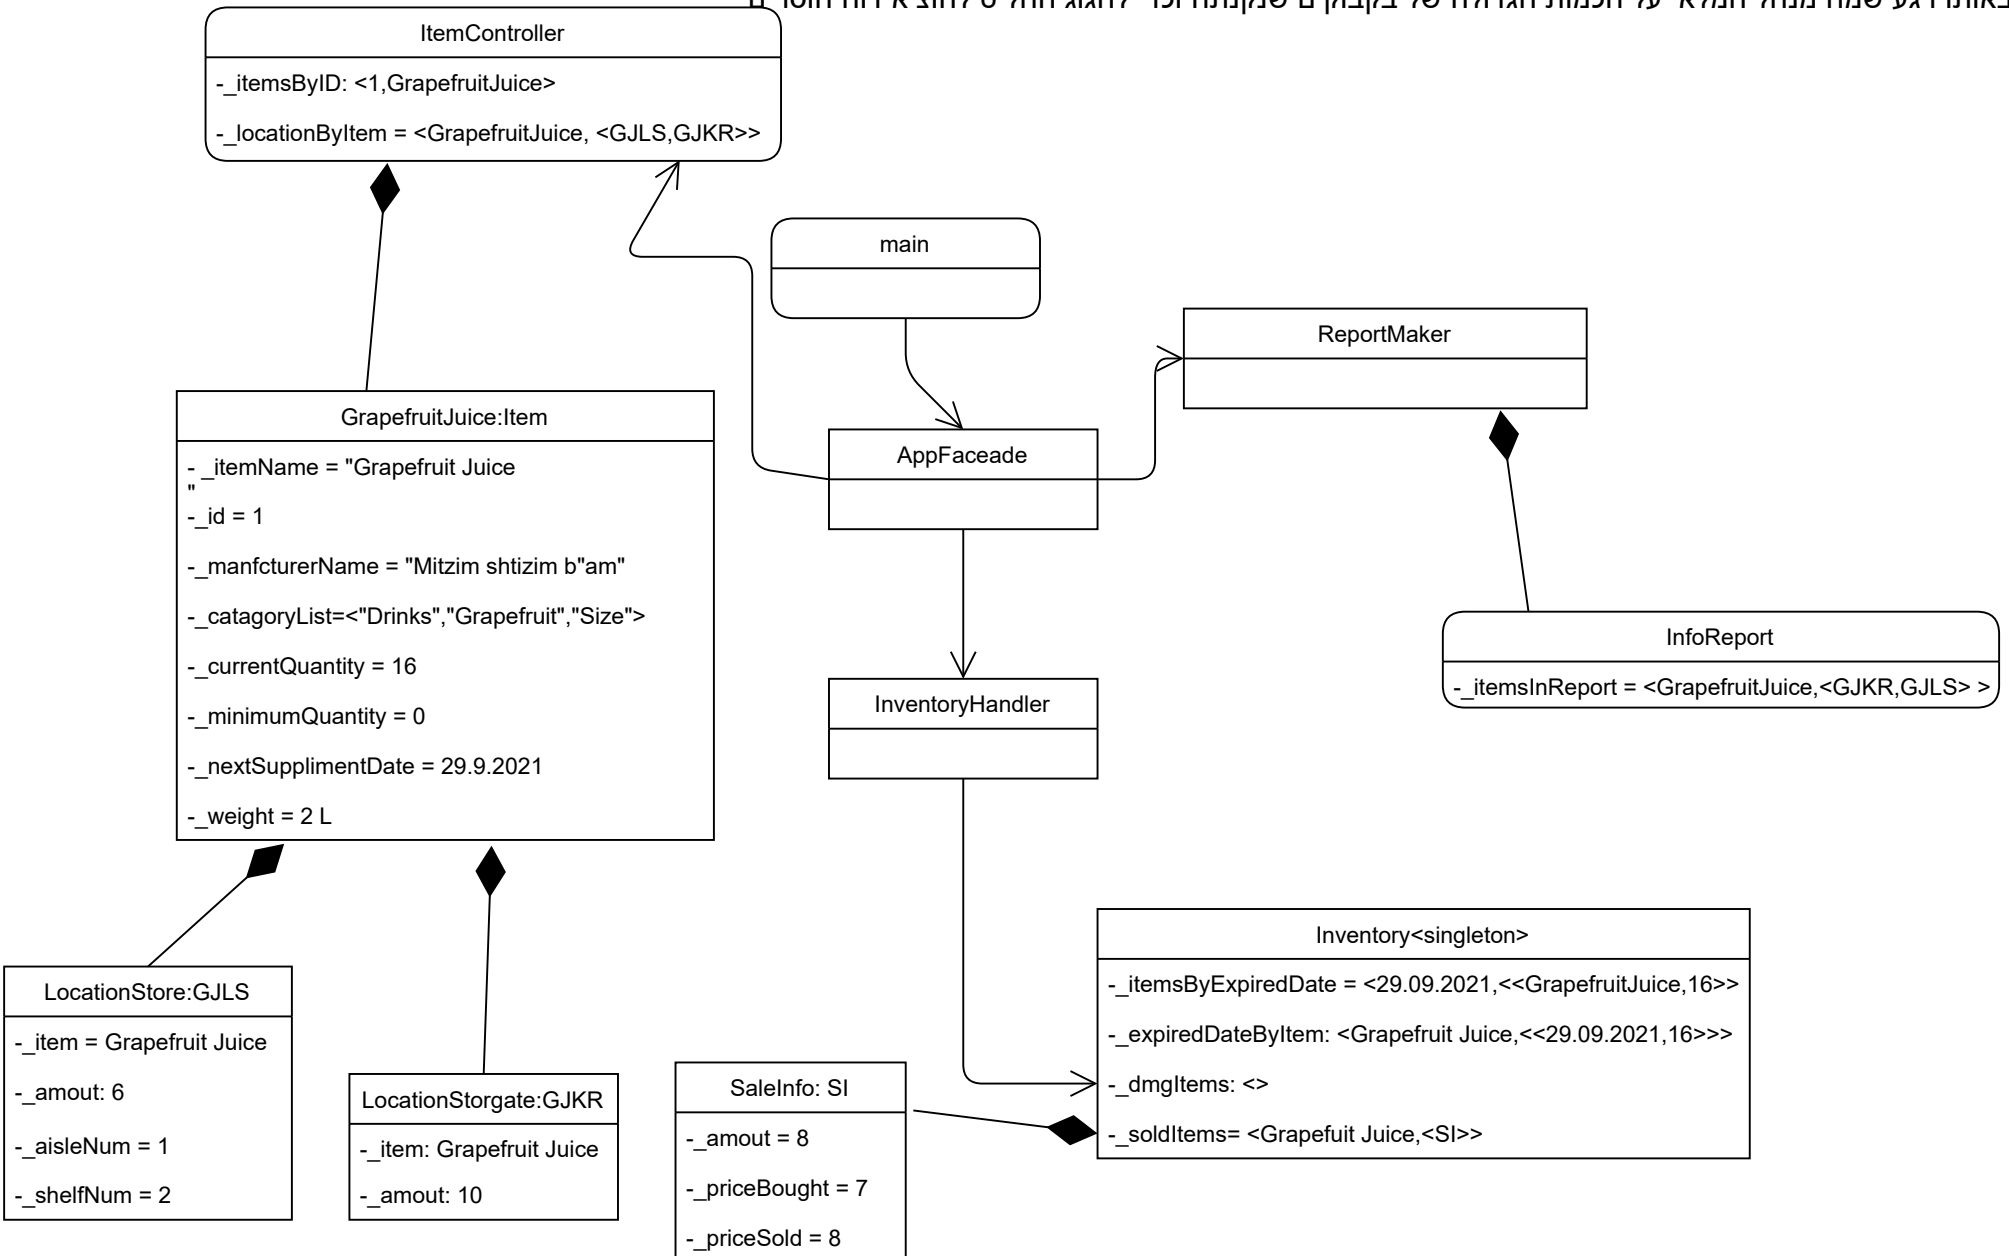 ItemController
-_itemsByID: <1,GrapefruitJuice>
-_locationByItem = <GrapefruitJuice, <GJLS,GJKR>>
main
ReportMaker
GrapefruitJuice:Item
- _itemName = "Grapefruit Juice
"
-_id = 1
-_manfcturerName = "Mitzim shtizim b"am"
-_catagoryList=<"Drinks","Grapefruit","Size">
-_currentQuantity = 16
-_minimumQuantity = 0
-_nextSupplimentDate = 29.9.2021
-_weight = 2 L
AppFaceade
InfoReport
-_itemsInReport = <GrapefruitJuice,<GJKR,GJLS> >
InventoryHandler
Inventory<singleton>
-_itemsByExpiredDate = <29.09.2021,<<GrapefruitJuice,16>>
-_expiredDateByItem: <Grapefruit Juice,<<29.09.2021,16>>>
-_dmgItems: <>
-_soldItems= <Grapefuit Juice,<SI>>
LocationStore:GJLS
-_item = Grapefruit Juice
-_amout: 6
-_aisleNum = 1
-_shelfNum = 2
LocationStorgate:GJKR
-_item: Grapefruit Juice
-_amout: 10
SaleInfo: SI
-_amout = 8
-_priceBought = 7
-_priceSold = 8